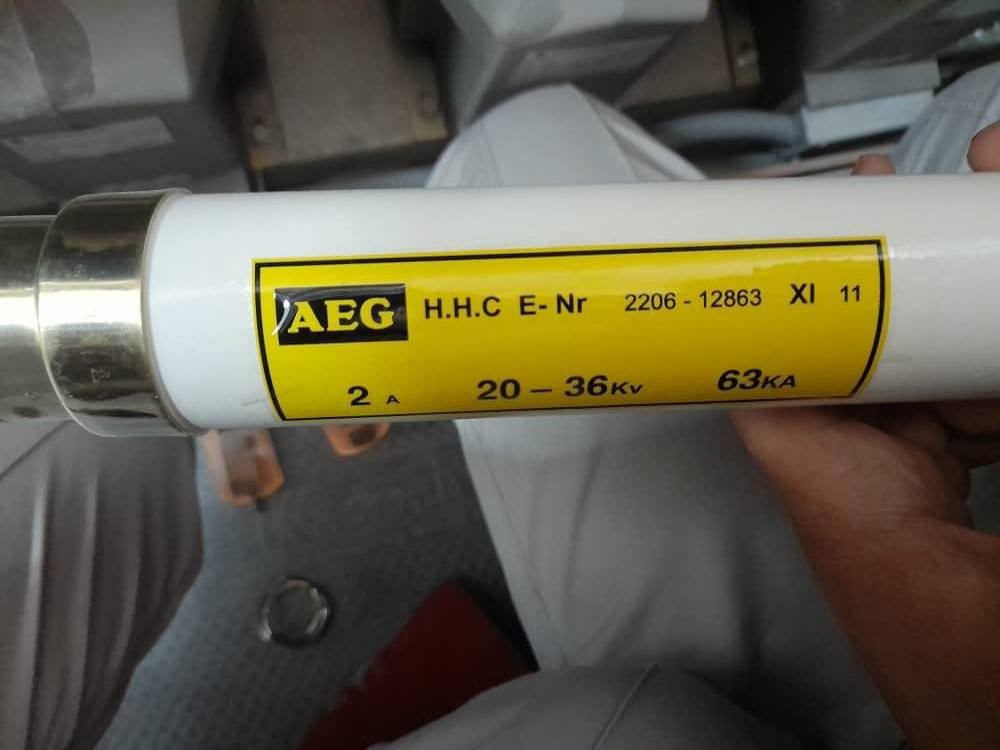 AEG H.H.C E- Nr 2206 - 12863 XI 11
2 A 20 – 36Kv 63KA